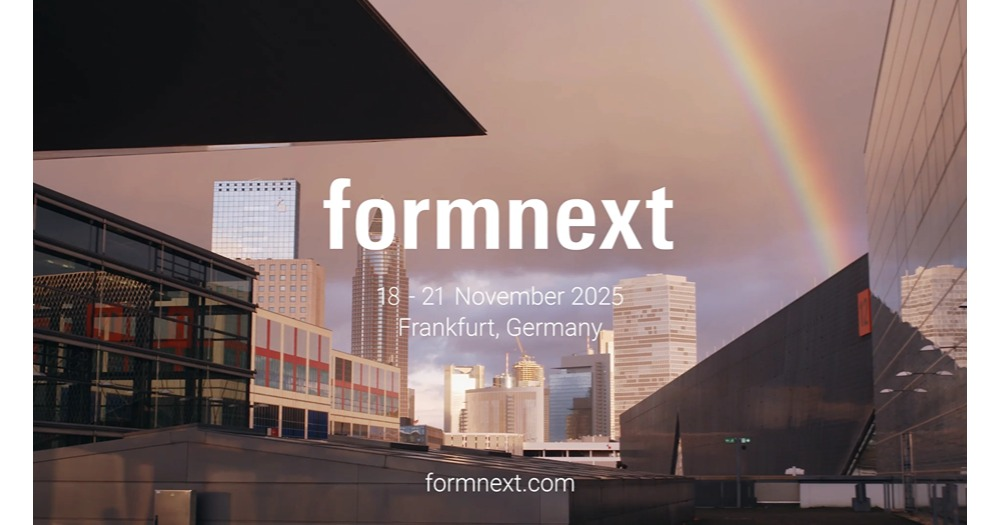 formnext
18 - 21 November 2025
Frankfurt, Germany
formnext.com